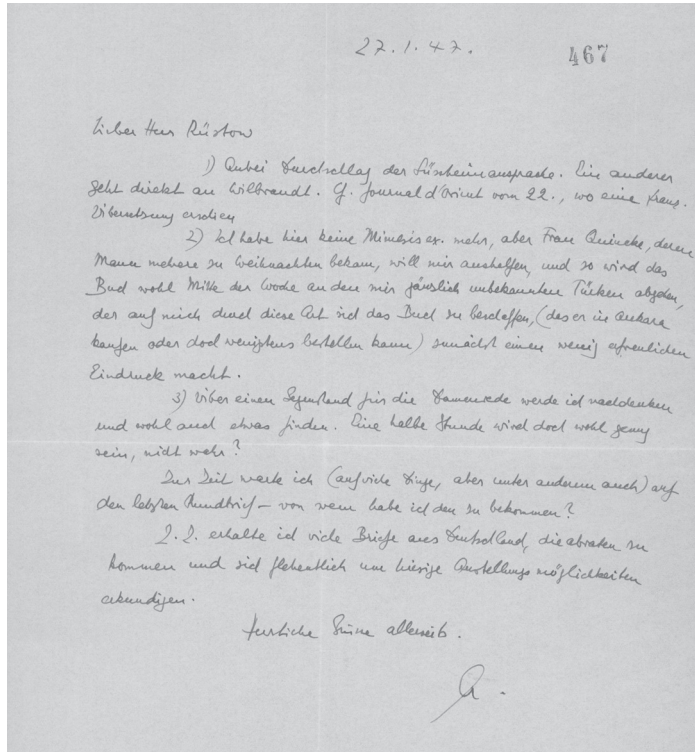 27.1.47.
467
Lieber Herr Rüstow
1) Anbei Durchschlag der Süssheimansprache. Ein anderer
geht direkt an Wilbrandt. Cf. Journal d'Orient vom 22., wo eine franz.
Übersetzung erschien
2) Ich habe hier keine Mimesisex. mehr, aber Frau Quincke, deren
Mann mehrere zu Weihnachten bekam, will mir aushelfen, und so wird das
Buch wohl Mitte der Woche an den mir gänzlich unbekannten Türken abgehen,
der auf mich durch diese Art sich das Buch zu beschaffen, (das er in Ankara
kaufen oder doch wenigstens bestellen kann) zunächst einen wenig erfreulichen
Eindruck macht.
3) Über einen Gegenstand für die Damenrede werde ich nachdenken
und wohl auch etwas finden. Eine halbe Stunde wird doch wohl genug
sein, nicht wahr?
Zur Zeit warte ich (auf viele Dinge, aber unter anderem auch) auf
den letzten Rundbrief – von wem habe ich den zu bekommen?
Z. Z. erhalte ich viele Briefe aus Deutschland, die abraten zu
kommen und sich flehentlich um hiesige Anstellungsmöglichkeiten
erkundigen.
Herzliche Grüsse allerseits.
A.